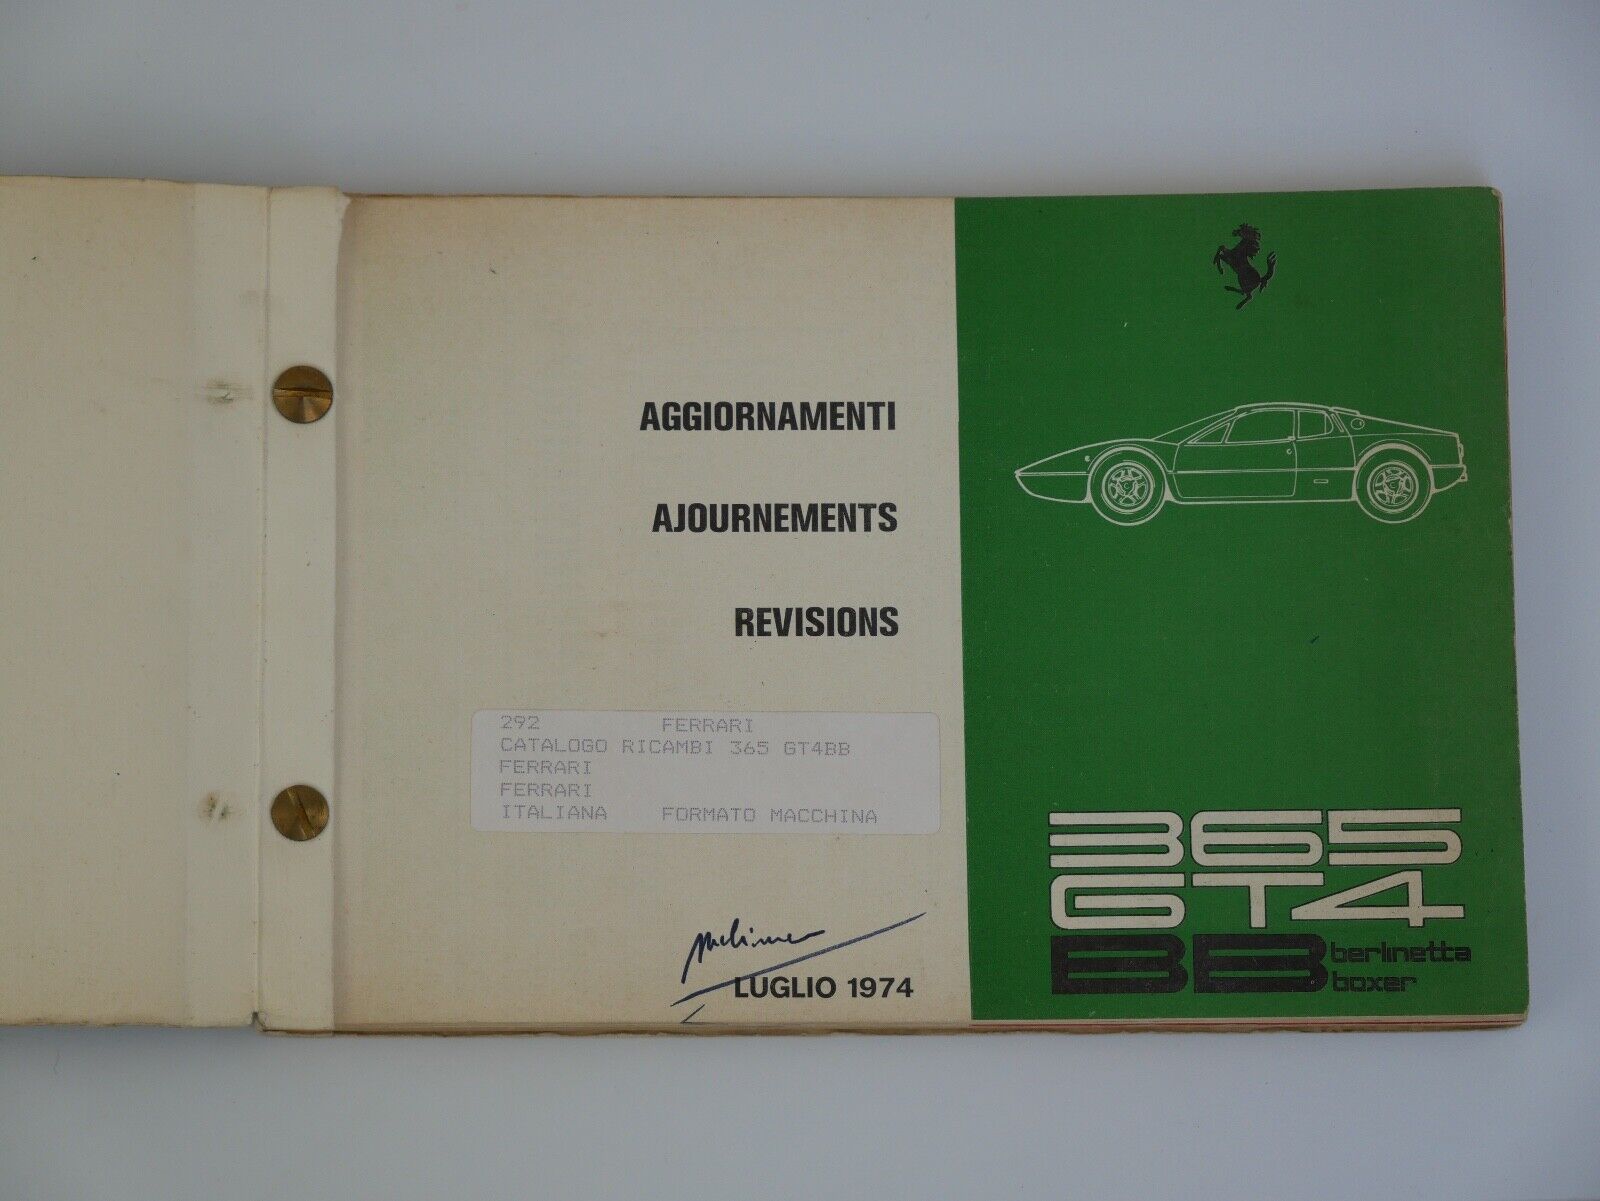 AGGIORNAMENTI
AJOURNEMENTS
REVISIONS
292 FERRARI
CATALOGO RICAMBI 365 GT4BB
FERRARI
FERRARI
ITALIANA FORMATO MACCHINA
LUGLIO 1974
365
GT4
BB berlinetta
boxer